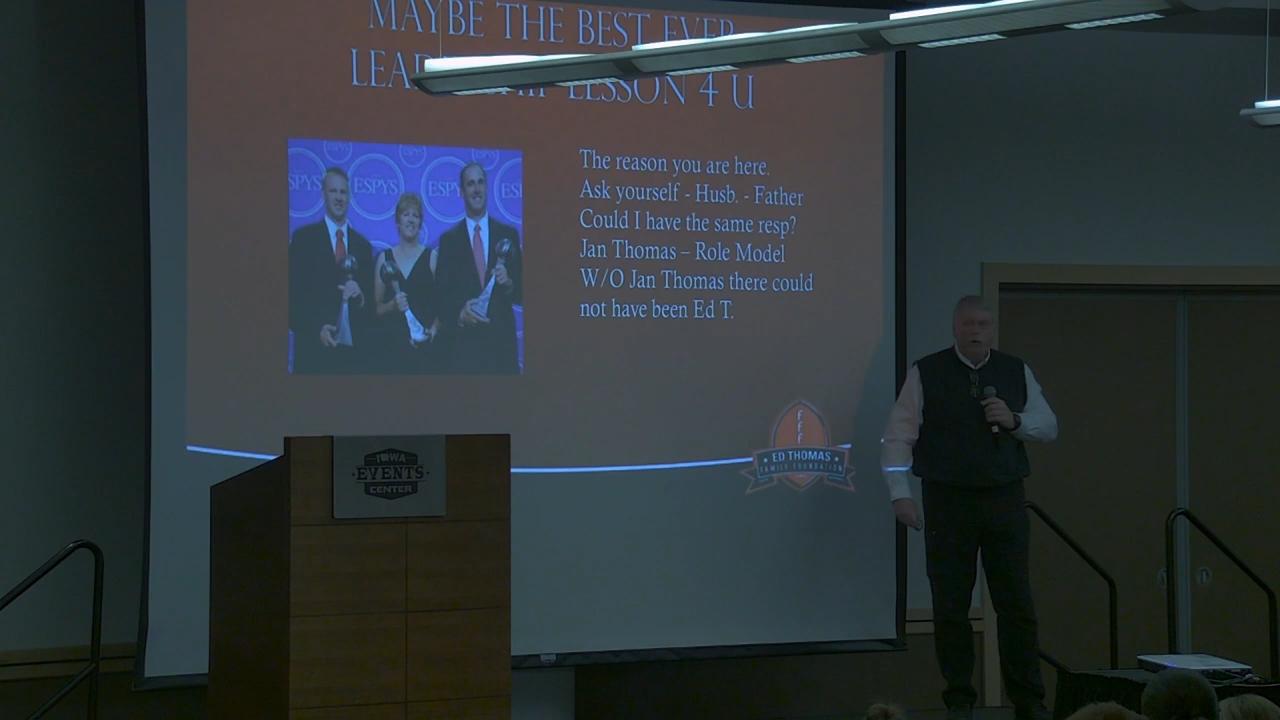 MAYBE THE BEST EVER
LESSON 4 U
ESPYS
ESPYS
ESPY
The reason you are here.
Ask yourself - Husb. - Father
Could I have the same resp?
Jan Thomas – Role Model
W/O Jan Thomas there could
not have been Ed T.
F
F
F
F
ED THOMAS
FAMILY FOUNDATION
IOWA
EVENTS
CENTER